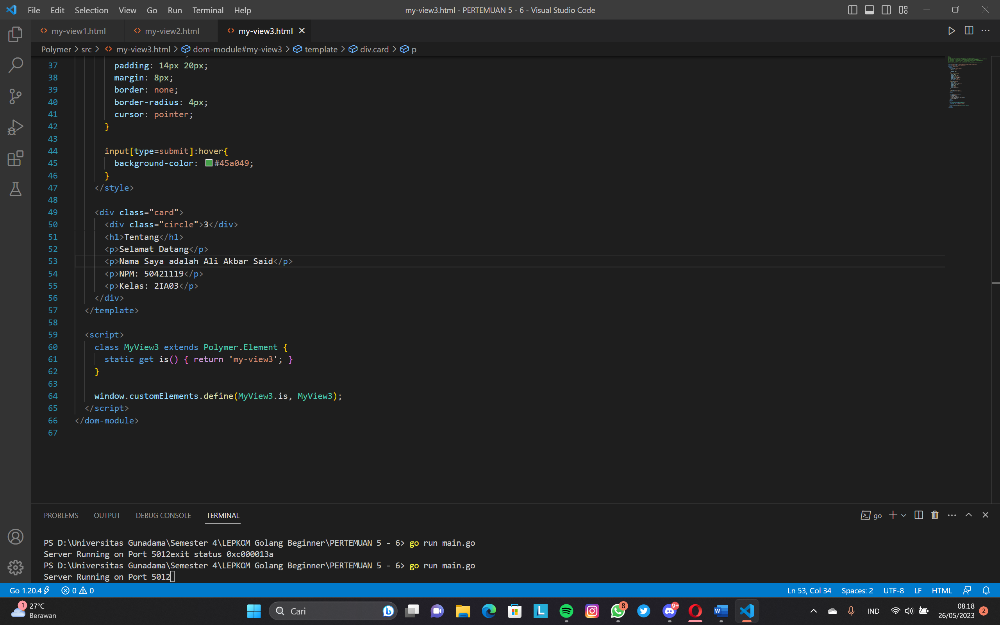 File Edit Selection View Go Run Terminal Help my-view3.html - PERTEMUAN 5 - 6 - Visual Studio Code
my-view1.html my-view2.html my-view3.html
Polymer > src > my-view3.html > dom-module#my-view3 > template > div.card > p
37 padding: 14px 20px;
38 margin: 8px;
39 border: none;
40 border-radius: 4px;
41 cursor: pointer;
42 }
43
44 input[type=submit]:hover{
45 background-color: #45a049;
46 }
47 </style>
48
49 <div class="card">
50 <div class="circle">3</div>
51 <h1>Tentang</h1>
52 <p>Selamat Datang</p>
53 <p>Nama Saya adalah Ali Akbar Said</p>
54 <p>NPM: 50421119</p>
55 <p>Kelas: 2IA03</p>
56 </div>
57 </template>
58
59 <script>
60 class MyView3 extends Polymer.Element {
61 static get is() { return 'my-view3'; }
62 }
63
64 window.customElements.define(MyView3.is, MyView3);
65 </script>
66 </dom-module>
67
PROBLEMS OUTPUT DEBUG CONSOLE TERMINAL go
PS D:\Universitas Gunadama\Semester 4\LEPKOM Golang Beginner\PERTEMUAN 5 - 6> go run main.go
Server Running on Port 5012exit status 0xc000013a
PS D:\Universitas Gunadama\Semester 4\LEPKOM Golang Beginner\PERTEMUAN 5 - 6> go run main.go
Server Running on Port 5012
Go 1.20.4 0 0 Ln 53, Col 34 Spaces: 2 UTF-8 LF HTML
1 27°C Cari 8 9+ IND 08.18
Berawan 26/05/2023 2